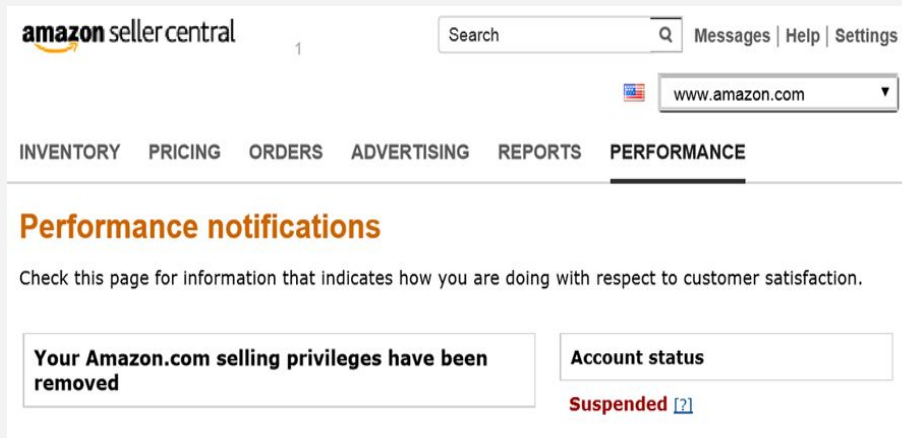 amazon seller central
1
Search
Messages | Help | Settings
www.amazon.com
INVENTORY PRICING ORDERS ADVERTISING REPORTS PERFORMANCE
Performance notifications
Check this page for information that indicates how you are doing with respect to customer satisfaction.
Your Amazon.com selling privileges have been
removed
Account status
Suspended [?]